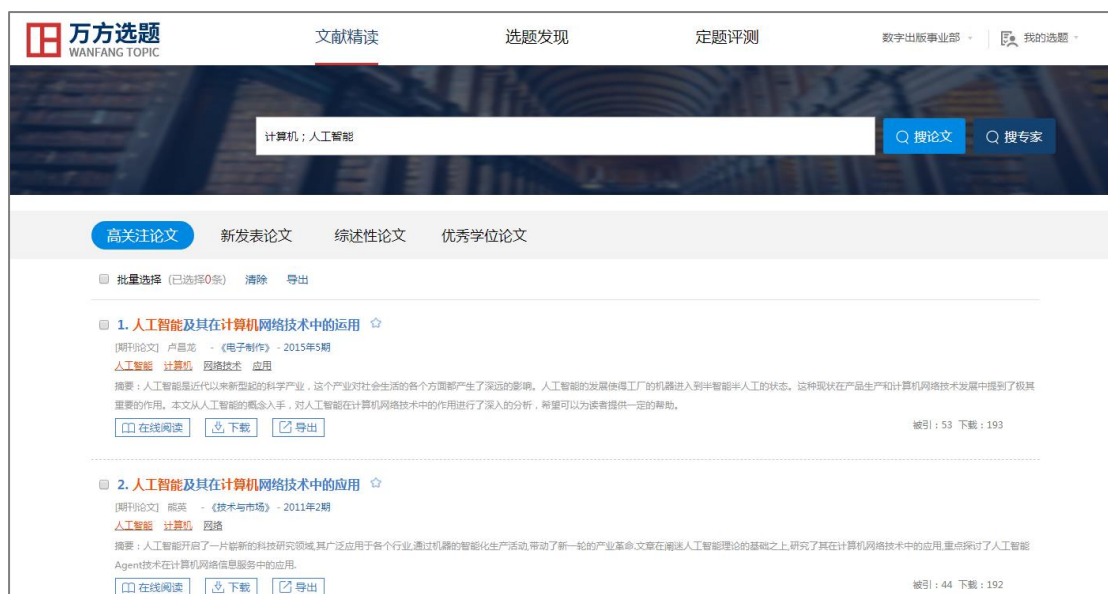 万方选题
WANFANG TOPIC
文献精读
选题发现
定题评测
数字出版事业部
我的选题
计算机；人工智能
搜论文
搜专家
高关注论文
新发表论文
综述性论文
优秀学位论文
批量选择 (已选择0条) 清除 导出
1. 人工智能及其在计算机网络技术中的运用
[期刊论文] 卢昌龙 - 《电子制作》 - 2015年5期
人工智能 计算机 网络技术 应用
摘要：人工智能是近代以来新型起的科学产业，这个产业对社会生活的各个方面都产生了深远的影响。人工智能的发展使得工厂的机器进入到半智能半人工的状态。这种现状在产品生产和计算机网络技术发展中提到了极其
重要的作用。本文从人工智能的概念入手，对人工智能在计算机网络技术中的作用进行了深入的分析，希望可以为读者提供一定的帮助。
在线阅读 下载 导出
被引：53 下载：193
2. 人工智能及其在计算机网络技术中的应用
[期刊论文] 熊英 - 《技术与市场》 - 2011年2期
人工智能 计算机 网络
摘要：人工智能开启了一片崭新的科技研究领域,其广泛应用于各个行业,通过机器的智能化生产活动,带动了新一轮的产业革命.文章在阐述人工智能理论的基础之上,研究了其在计算机网络技术中的应用,重点探讨了人工智能
Agent技术在计算机网络信息服务中的应用.
在线阅读 下载 导出
被引：44 下载：192